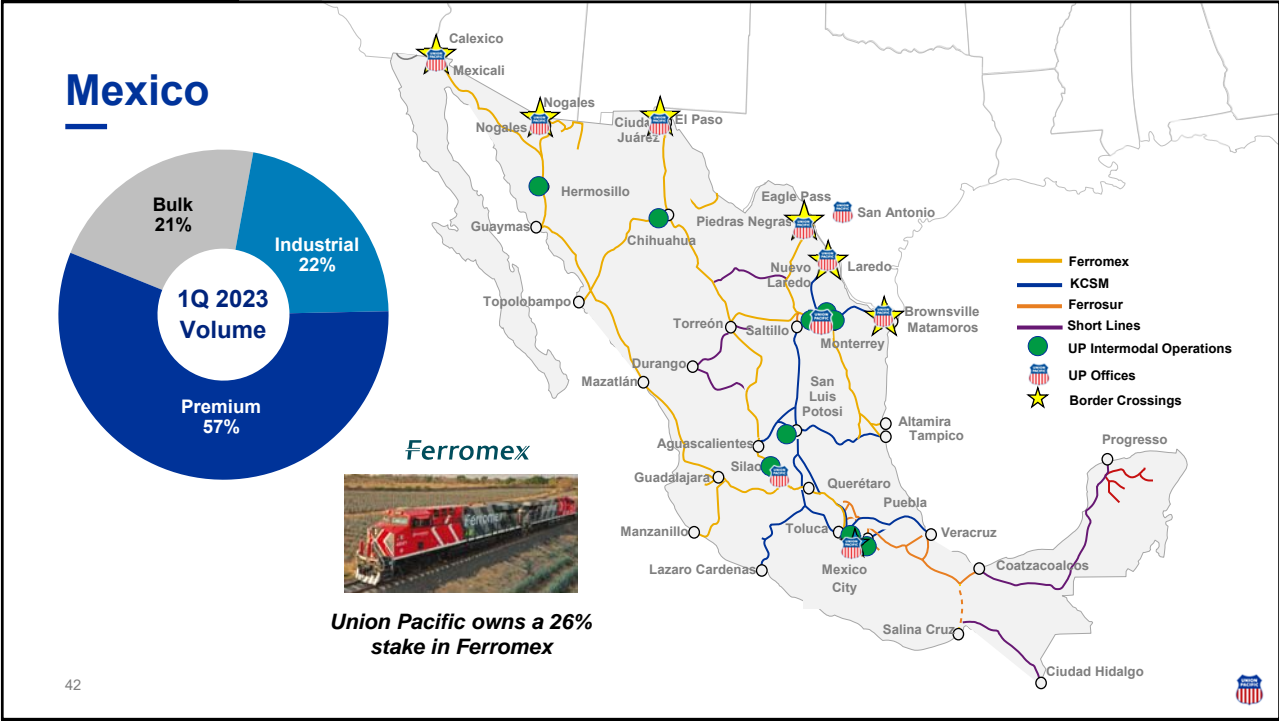 Mexico
Bulk
21%
Industrial
22%
1Q 2023
Volume
Premium
57%
Ferromex
Ferromex
Union Pacific owns a 26%
stake in Ferromex
42
Calexico
Mexicali
Nogales
Nogales
Ciudad
Juárez
El Paso
Hermosillo
Guaymas
Chihuahua
Eagle Pass
Piedras Negras
San Antonio
Nuevo
Laredo
Laredo
Topolobampo
Torreón
Saltillo
Monterrey
Brownsville
Matamoros
Durango
Mazatlán
San
Luis
Potosi
Altamira
Tampico
Aguascalientes
Silao
Guadalajara
Querétaro
Puebla
Manzanillo
Toluca
Veracruz
Lazaro Cardenas
Mexico
City
Coatzacoalcos
Progresso
Salina Cruz
Ciudad Hidalgo
Ferromex
KCSM
Ferrosur
Short Lines
UP Intermodal Operations
UP Offices
Border Crossings
UNION
PACIFIC